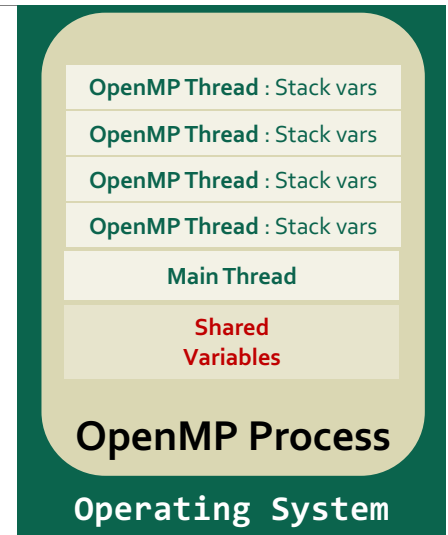 OpenMP Thread : Stack vars
OpenMP Thread : Stack vars
OpenMP Thread : Stack vars
OpenMP Thread : Stack vars
Main Thread
Shared
Variables
OpenMP Process
Operating System